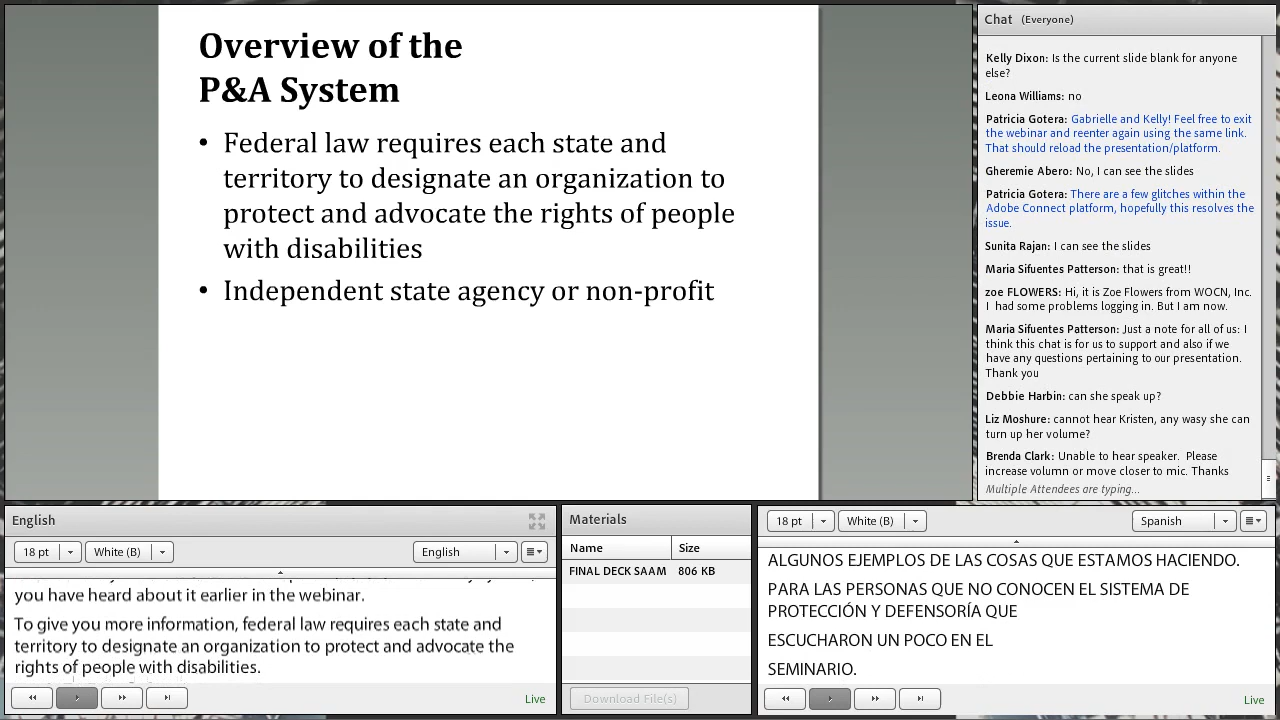 Overview of the
P&A System
• Federal law requires each state and
territory to designate an organization to
protect and advocate the rights of people
with disabilities
• Independent state agency or non-profit
Chat (Everyone)
Kelly Dixon: Is the current slide blank for anyone
else?
Leona Williams: no
Patricia Gotera: Gabrielle and Kelly! Feel free to exit
the webinar and reenter again using the same link.
That should reload the presentation/platform.
Gheremie Abero: No, I can see the slides
Patricia Gotera: There are a few glitches within the
Adobe Connect platform, hopefully this resolves the
issue.
Sunita Rajan: I can see the slides
Maria Sifuentes Patterson: that is great!!
zoe FLOWERS: Hi, it is Zoe Flowers from WOCN, Inc.
I had some problems logging in. But I am now.
Maria Sifuentes Patterson: Just a note for all of us: I
think this chat is for us to support and also if we
have any questions pertaining to our presentation.
Thank you
Debbie Harbin: can she speak up?
Liz Moshure: cannot hear Kristen, any wasy she can
turn up her volume?
Brenda Clark: Unable to hear speaker. Please
increase volumn or move closer to mic. Thanks
Multiple Attendees are typing...
English
18 pt White (B) English
you have heard about it earlier in the webinar.
To give you more information, federal law requires each state and
territory to designate an organization to protect and advocate the
rights of people with disabilities.
Live
Materials
Name Size
FINAL DECK SAAM 806 KB
Download File(s)
18 pt White (B) Spanish
ALGUNOS EJEMPLOS DE LAS COSAS QUE ESTAMOS HACIENDO.
PARA LAS PERSONAS QUE NO CONOCEN EL SISTEMA DE
PROTECCIÓN Y DEFENSORÍA QUE
ESCUCHARON UN POCO EN EL
SEMINARIO.
Live